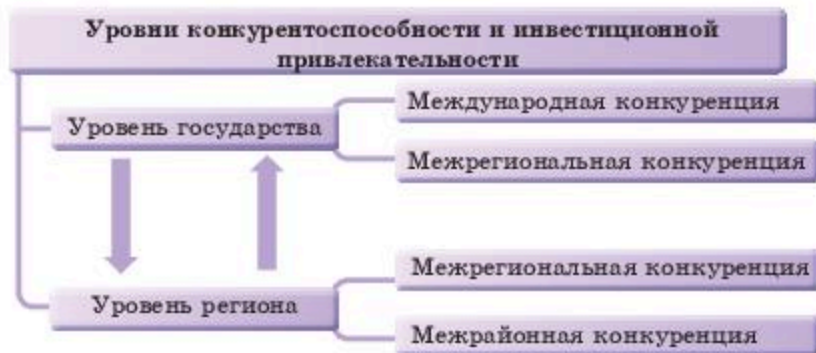 Уровни конкурентоспособности и инвестиционной
привлекательности
Уровень государства
Международная конкуренция
Межрегиональная конкуренция
Уровень региона
Межрегиональная конкуренция
Межрайонная конкуренция